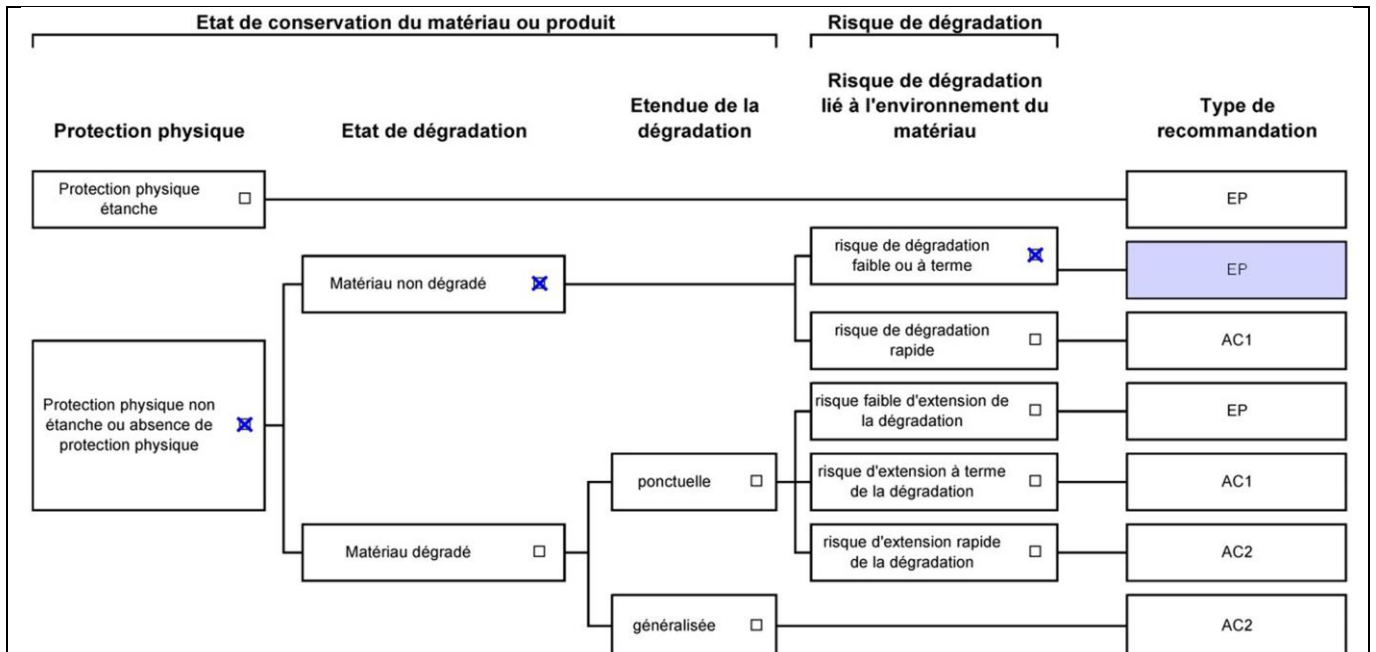 Etat de conservation du matériau ou produit
Risque de dégradation
Protection physique
Etat de dégradation
Etendue de la
dégradation
Risque de dégradation
lié à l'environnement du
matériau
Type de
recommandation
Protection physique
étanche
EP
Matériau non dégradé
risque de dégradation
faible ou à terme
EP
risque de dégradation
rapide
AC1
Protection physique non
étanche ou absence de
protection physique
risque faible d'extension de
la dégradation
EP
ponctuelle
risque d'extension à terme
de la dégradation
AC1
Matériau dégradé
risque d'extension rapide
de la dégradation
AC2
généralisée
AC2